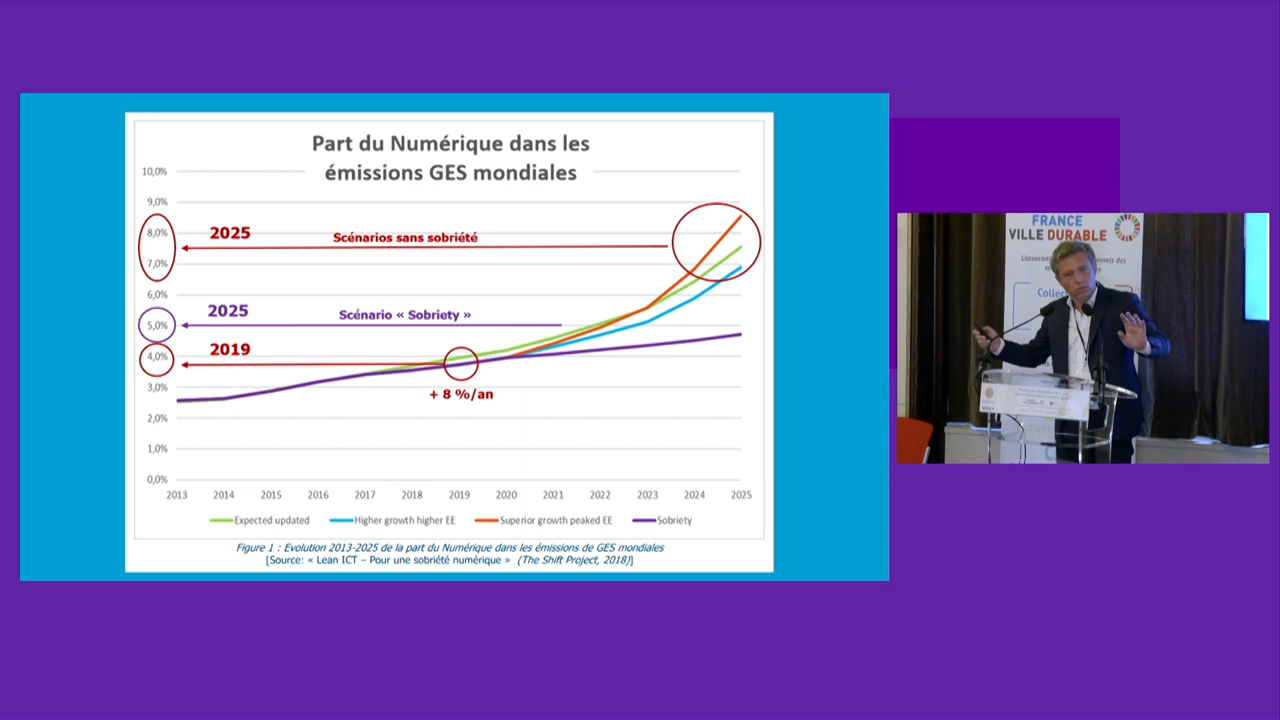 Part du Numérique dans les
émissions GES mondiales
10,0%
9,0%
8,0%
7,0%
6,0%
5,0%
4,0%
3,0%
2,0%
1,0%
0,0%
2025
Scénarios sans sobriété
2025
Scénario « Sobriety »
2019
+ 8 %/an
2013 2014 2015 2016 2017 2018 2019 2020 2021 2022 2023 2024 2025
Expected updated Higher growth higher EE Superior growth peaked EE Sobriety
Figure 1 : Evolution 2013-2025 de la part du Numérique dans les émissions de GES mondiales
[Source: « Lean ICT – Pour une sobriété numérique » (The Shift Project, 2018)]
FRANCE
VILLE DURABLE